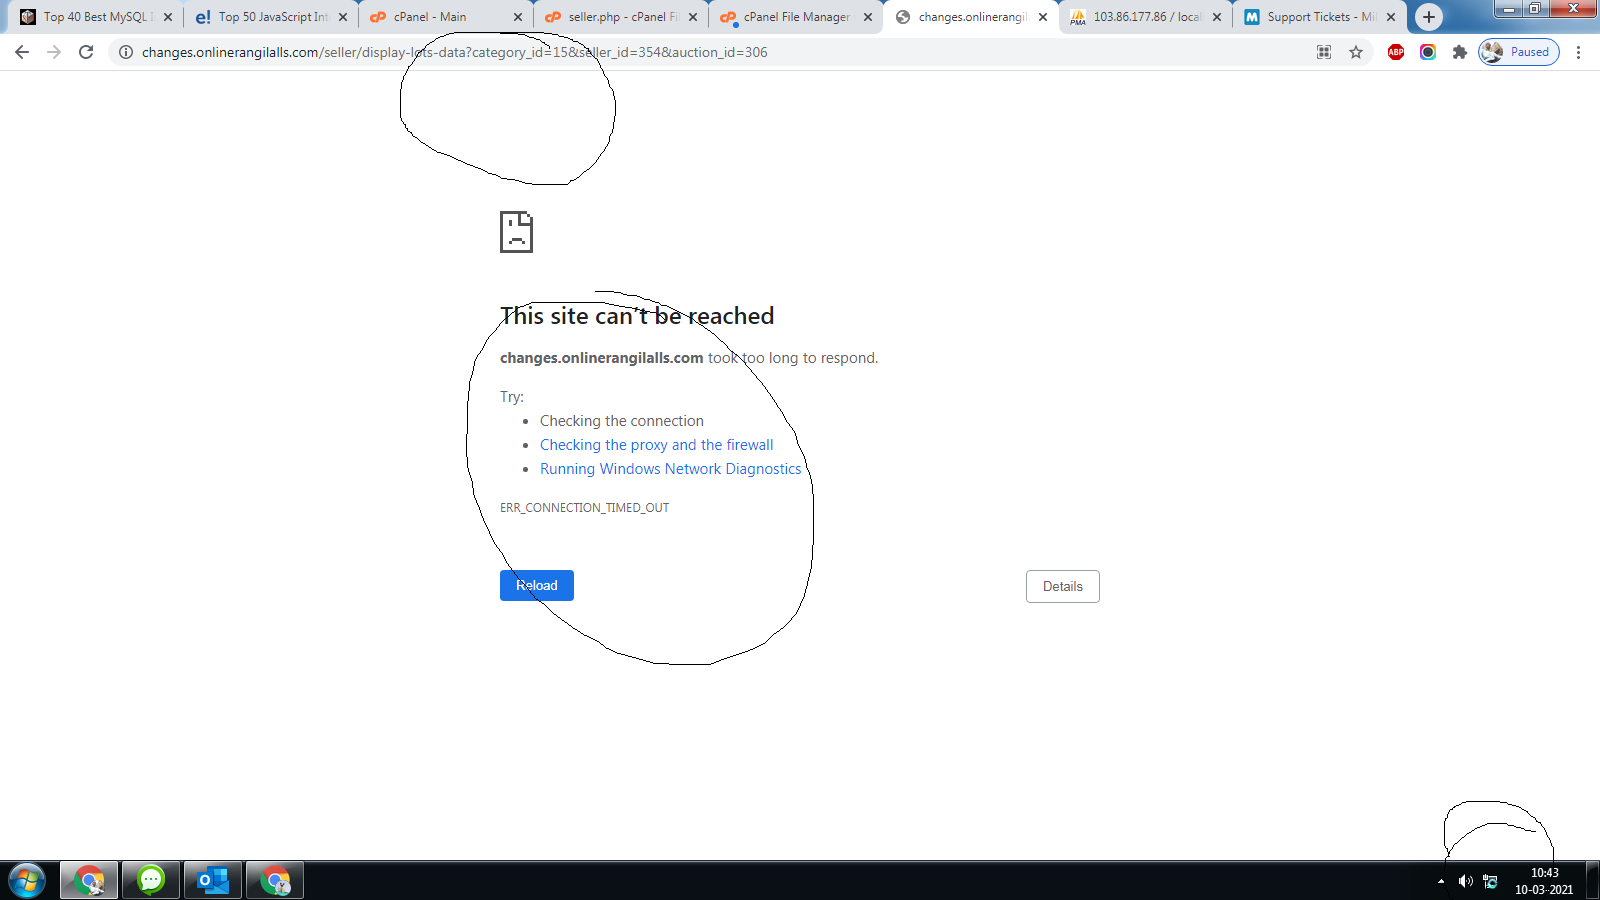 Top 40 Best MySQL I
Top 50 JavaScript Int
cPanel - Main
seller.php - cPanel Fi
cPanel File Manager
changes.onlinerangil
103.86.177.86 / local
Support Tickets - Mil
changes.onlinerangilalls.com/seller/display-lots-data?category_id=15&seller_id=354&auction_id=306
ABP
Paused
This site can't be reached
changes.onlinerangilalls.com took too long to respond.
Try:
• Checking the connection
• Checking the proxy and the firewall
• Running Windows Network Diagnostics
ERR_CONNECTION_TIMED_OUT
Reload
Details
10:43
10-03-2021